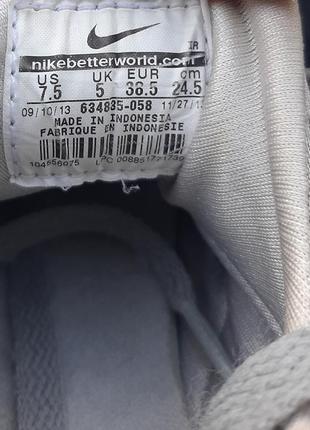 nikebetterworld.com
US UK EUR cm
7.5 5 38.5 24.5
09/10/13 634835-058 11/27/13
MADE IN INDONESIA
FABRIQUE EN INDONESIE
UPC